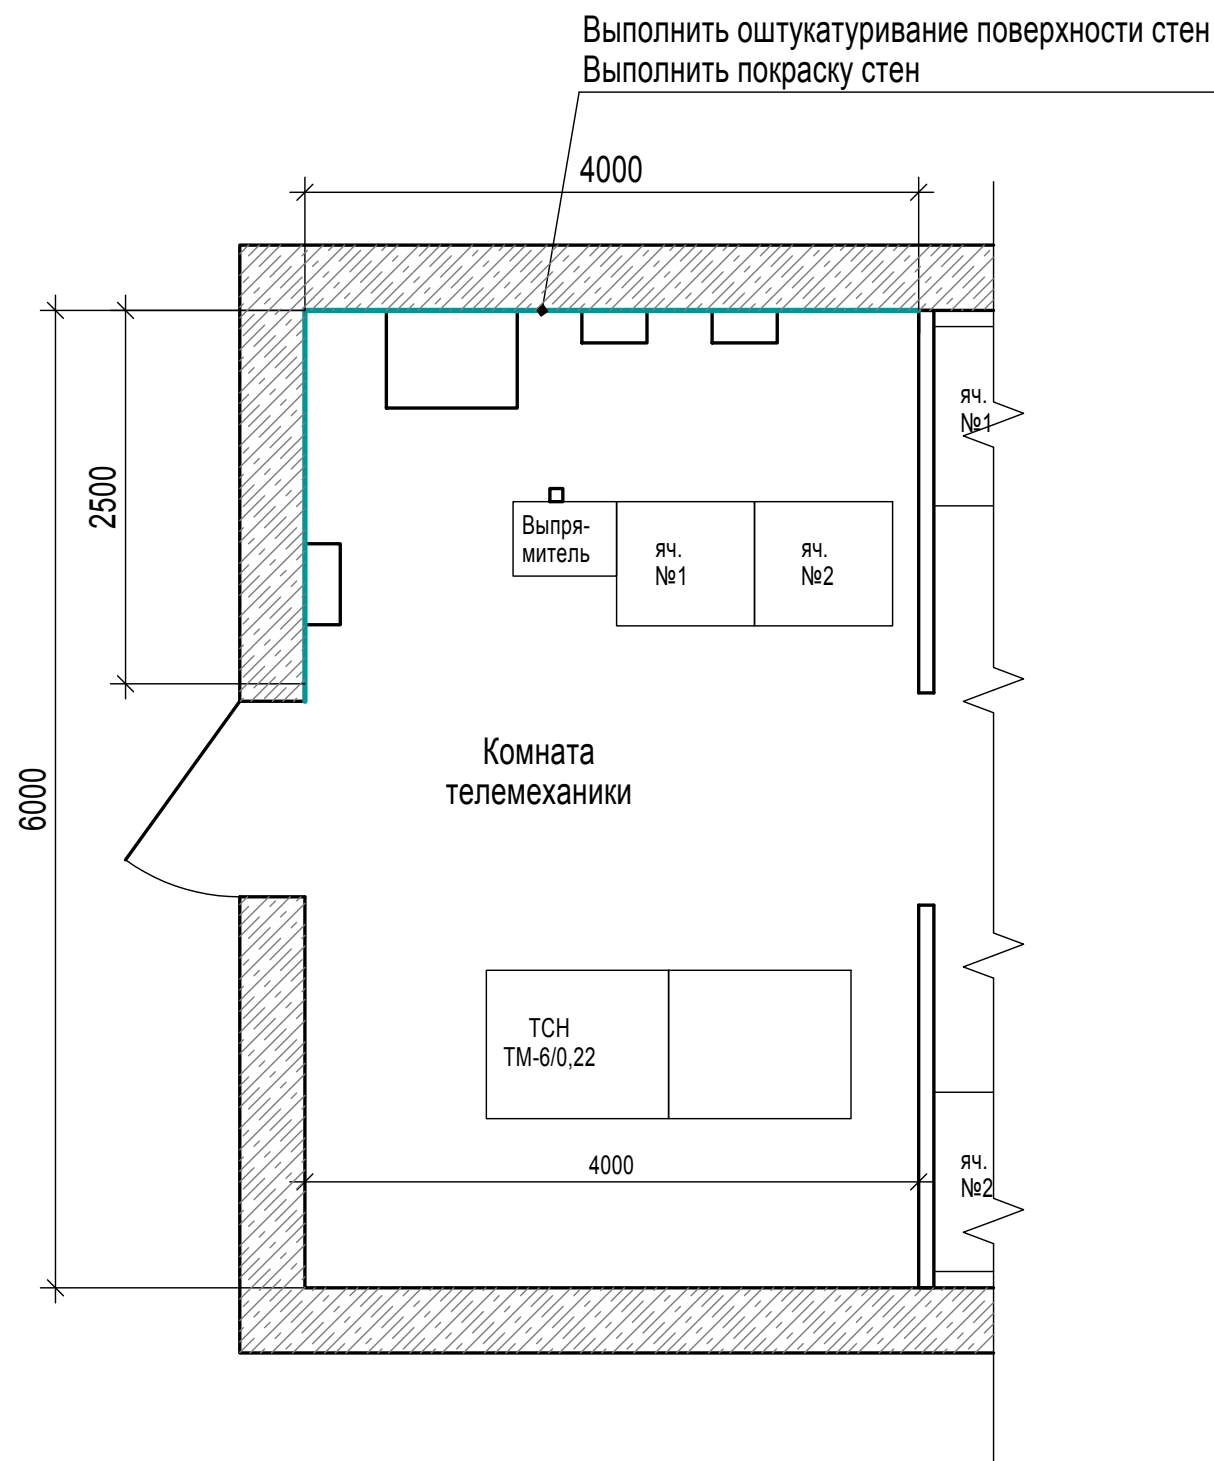 Выполнить оштукатуривание поверхности стен
Выполнить покраску стен
4000
2500
6000
яч.
№1
Выпря-
митель
яч.
№1
яч.
№2
Комната
телемеханики
ТСН
ТМ-6/0,22
4000
яч.
№2